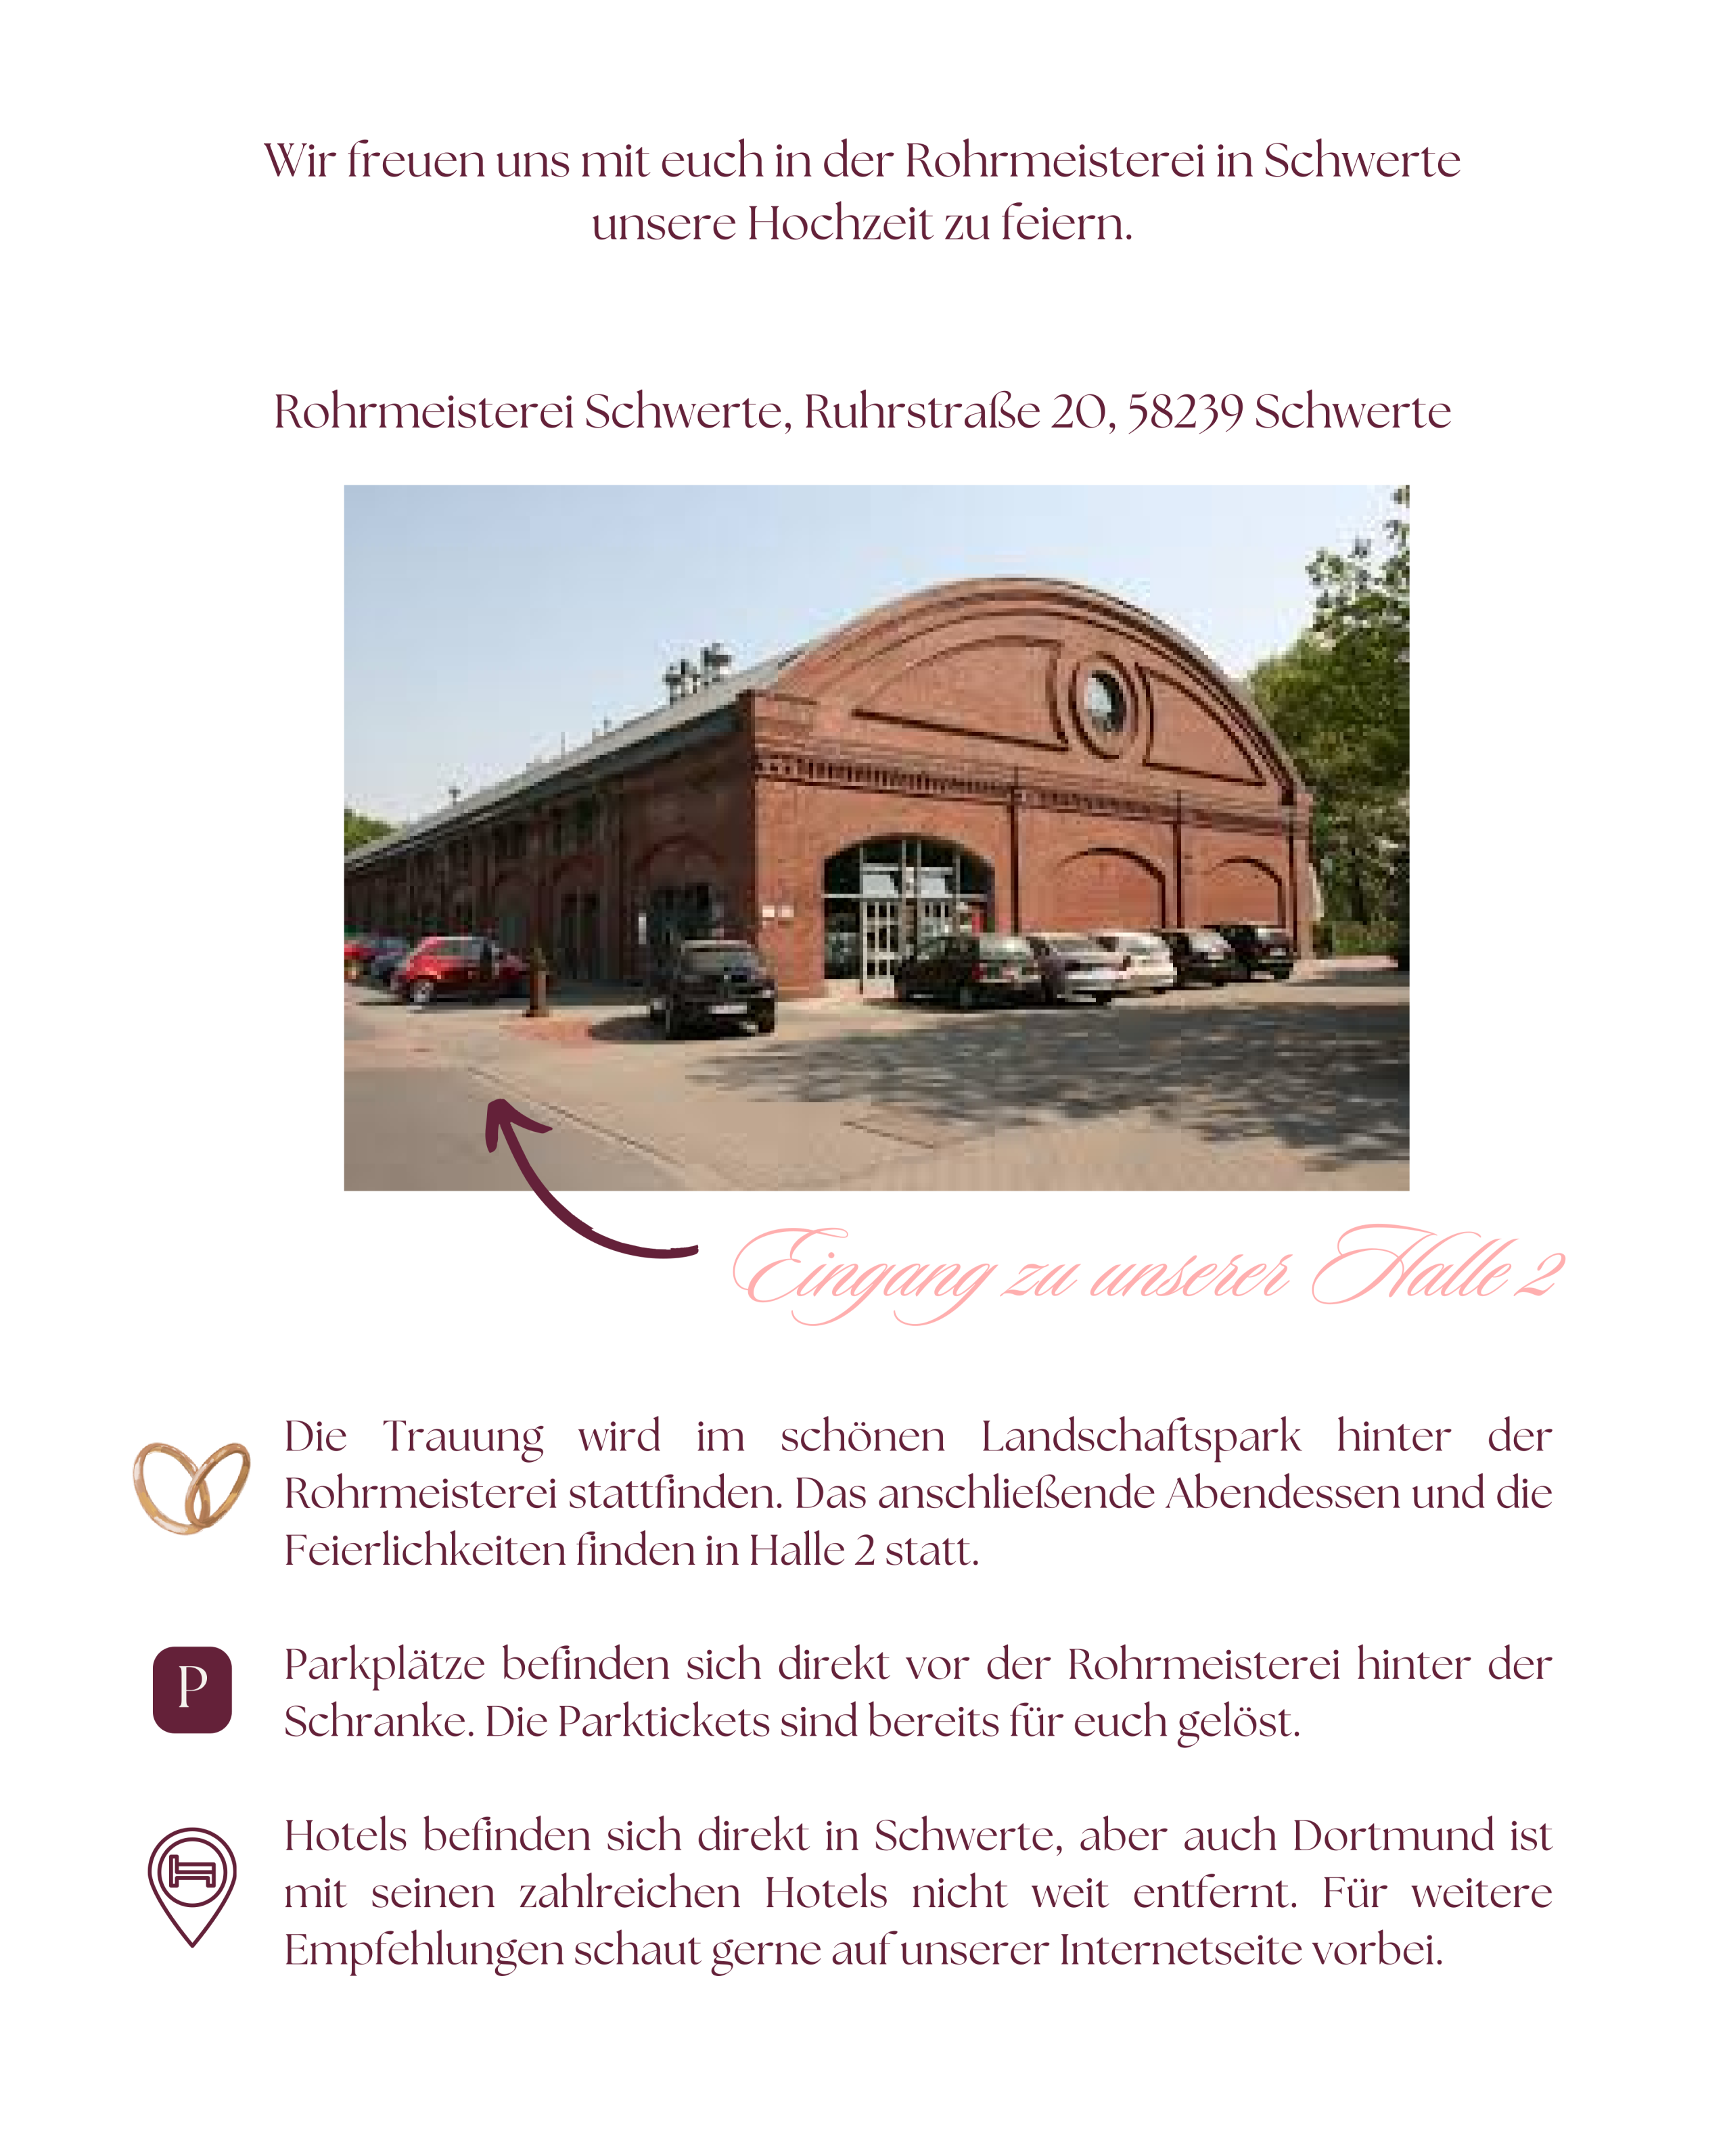 Wir freuen uns mit euch in der Rohrmeisterei in Schwerte
unsere Hochzeit zu feiern.
Rohrmeisterei Schwerte, Ruhrstraße 20, 58239 Schwerte
Eingang zu unserer Halle 2
Die Trauung wird im schönen Landschaftspark hinter der
Rohrmeisterei stattfinden. Das anschließende Abendessen und die
Feierlichkeiten finden in Halle 2 statt.
P
Parkplätze befinden sich direkt vor der Rohrmeisterei hinter der
Schranke. Die Parktickets sind bereits für euch gelöst.
Hotels befinden sich direkt in Schwerte, aber auch Dortmund ist
mit seinen zahlreichen Hotels nicht weit entfernt. Für weitere
Empfehlungen schaut gerne auf unserer Internetseite vorbei.